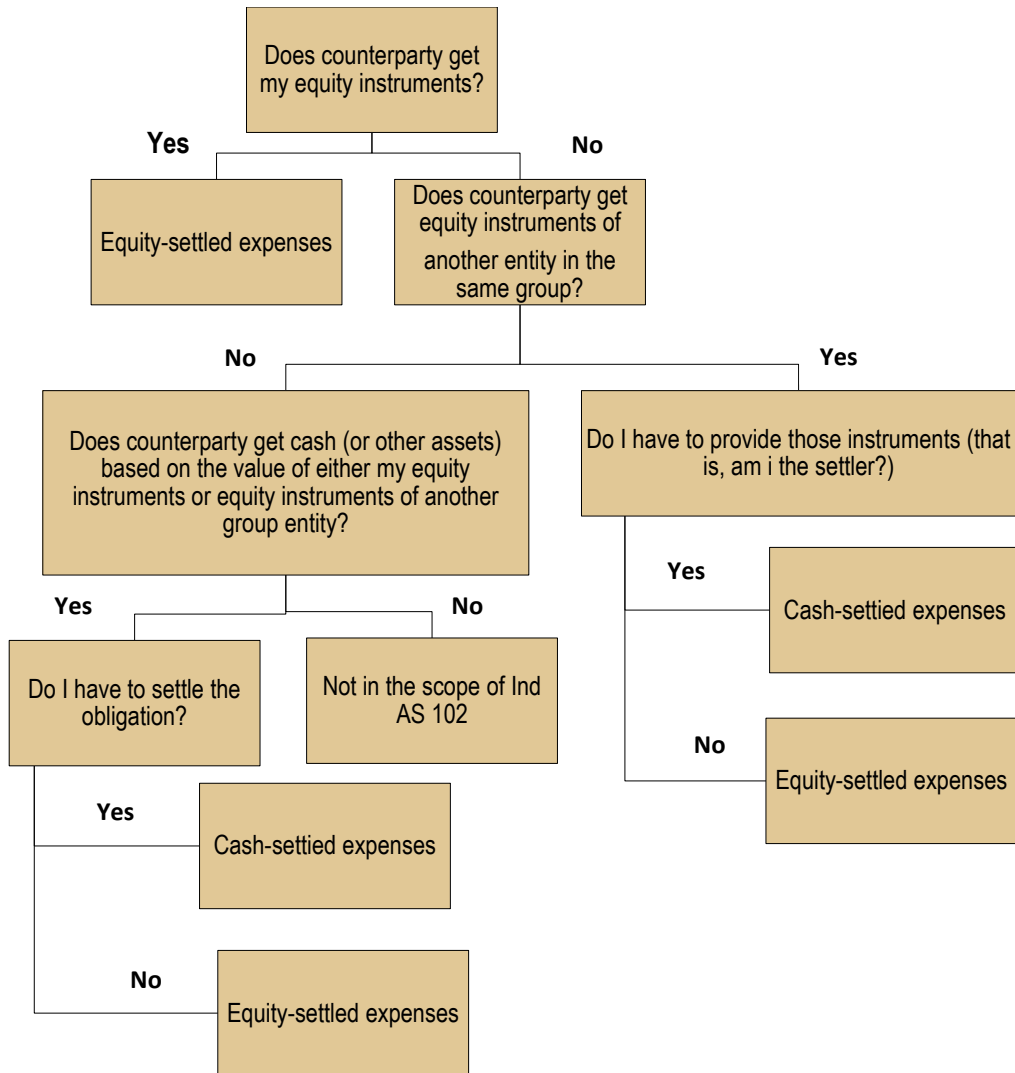 Does counterparty get
my equity instruments?
Yes
No
Equity-settled expenses
Does counterparty get
equity instruments of
another entity in the
same group?
No
Yes
Does counterparty get cash (or other assets)
based on the value of either my equity
instruments or equity instruments of another
group entity?
Do I have to provide those instruments (that
is, am i the settler?)
Yes
No
Yes
Cash-settied expenses
Do I have to settle the
obligation?
Not in the scope of Ind
AS 102
No
Equity-settled expenses
Yes
Cash-settied expenses
No
Equity-settled expenses